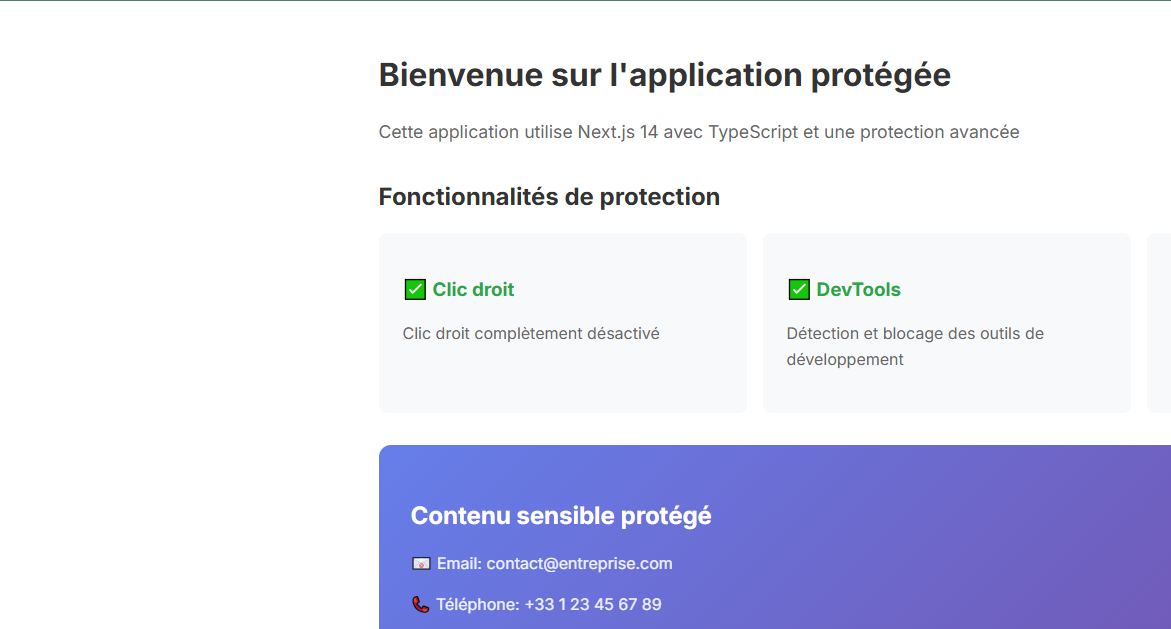 Bienvenue sur l'application protégée
Cette application utilise Next.js 14 avec TypeScript et une protection avancée
Fonctionnalités de protection
✅ Clic droit
Clic droit complètement désactivé
✅ DevTools
Détection et blocage des outils de
développement
Contenu sensible protégé
📧 Email: contact@entreprise.com
📞 Téléphone: +33 1 23 45 67 89